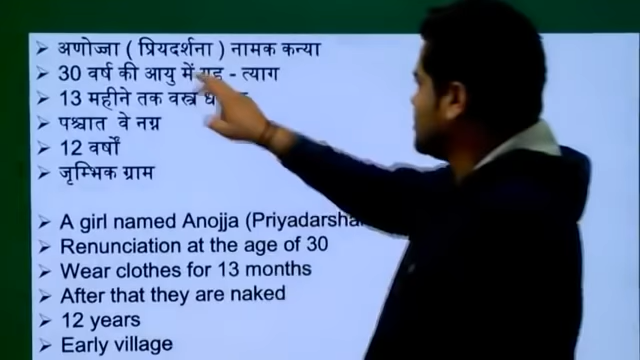 ➤ अणोज्जा ( प्रियदर्शना ) नामक कन्या
➤ 30 वर्ष की आयु में - त्याग
➤ 13 महीने तक वस्त्र
➤ पश्चात वे नग्न
➤ 12 वर्षों
➤ जृम्भिक ग्राम
➤ A girl named Anojja
➤ Renunciation at the age of 30
➤ Wear clothes for 13 months
➤ After that they are naked
➤ 12 years
➤ Early village